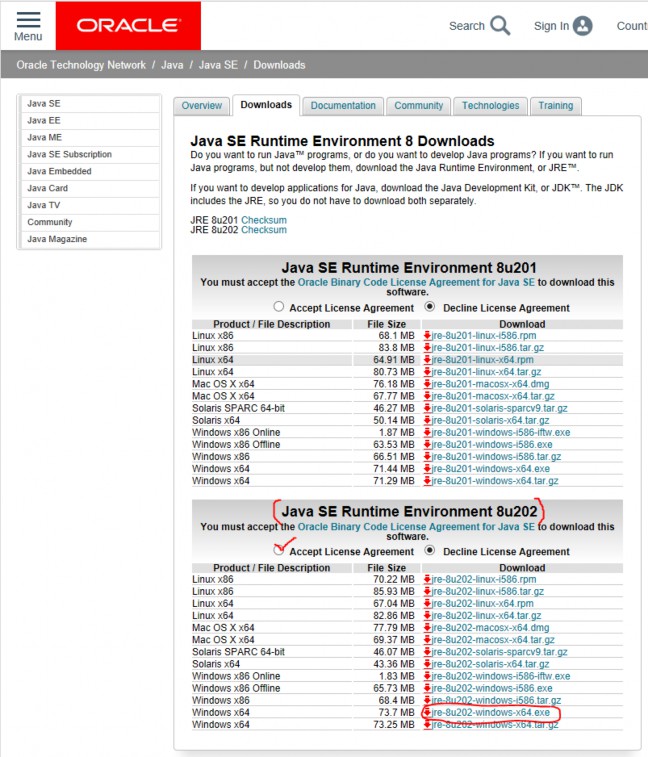 Menu
ORACLE
Search
Sign In
Count
Oracle Technology Network / Java / Java SE / Downloads
Java SE
Java EE
Java ME
Java SE Subscription
Java Embedded
Java Card
Java TV
Community
Java Magazine
Overview Downloads Documentation Community Technologies Training
Java SE Runtime Environment 8 Downloads
Do you want to run Java™ programs, or do you want to develop Java programs? If you want to run
Java programs, but not develop them, download the Java Runtime Environment, or JRE™.
If you want to develop applications for Java, download the Java Development Kit, or JDK™. The JDK
includes the JRE, so you do not have to download both separately.
JRE 8u201 Checksum
JRE 8u202 Checksum
Java SE Runtime Environment 8u201
You must accept the Oracle Binary Code License Agreement for Java SE to download this
software.
Accept License Agreement Decline License Agreement
Product / File Description File Size Download
Linux x86 68.1 MB jre-8u201-linux-i586.rpm
Linux x86 83.8 MB jre-8u201-linux-i586.tar.gz
Linux x64 64.91 MB jre-8u201-linux-x64.rpm
Linux x64 80.73 MB jre-8u201-linux-x64.tar.gz
Mac OS X x64 76.18 MB jre-8u201-macosx-x64.dmg
Mac OS X x64 67.77 MB jre-8u201-macosx-x64.tar.gz
Solaris SPARC 64-bit 46.27 MB jre-8u201-solaris-sparcv9.tar.gz
Solaris x64 50.14 MB jre-8u201-solaris-x64.tar.gz
Windows x86 Online 1.87 MB jre-8u201-windows-i586-iftw.exe
Windows x86 Offline 63.53 MB jre-8u201-windows-i586.exe
Windows x86 66.51 MB jre-8u201-windows-i586.tar.gz
Windows x64 71.44 MB jre-8u201-windows-x64.exe
Windows x64 71.29 MB jre-8u201-windows-x64.tar.gz
Java SE Runtime Environment 8u202
You must accept the Oracle Binary Code License Agreement for Java SE to download this
software.
Accept License Agreement Decline License Agreement
Product / File Description File Size Download
Linux x86 70.22 MB jre-8u202-linux-i586.rpm
Linux x86 85.93 MB jre-8u202-linux-i586.tar.gz
Linux x64 67.04 MB jre-8u202-linux-x64.rpm
Linux x64 82.86 MB jre-8u202-linux-x64.tar.gz
Mac OS X x64 77.79 MB jre-8u202-macosx-x64.dmg
Mac OS X x64 69.37 MB jre-8u202-macosx-x64.tar.gz
Solaris SPARC 64-bit 46.07 MB jre-8u202-solaris-sparcv9.tar.gz
Solaris x64 43.36 MB jre-8u202-solaris-x64.tar.gz
Windows x86 Online 1.83 MB jre-8u202-windows-i586-iftw.exe
Windows x86 Offline 65.73 MB jre-8u202-windows-i586.exe
Windows x86 68.4 MB jre-8u202-windows-i586.tar.gz
Windows x64 73.7 MB jre-8u202-windows-x64.exe
Windows x64 73.25 MB jre-8u202-windows-x64.tar.gz